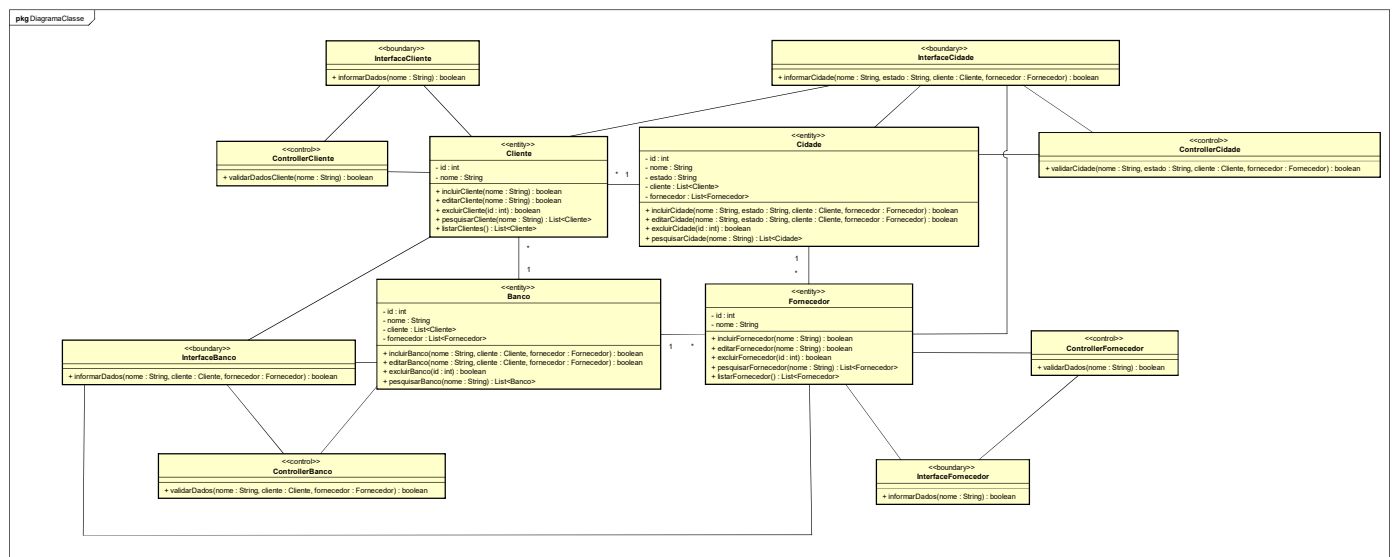 pkg DiagramaClasse
<<boundary>>
InterfaceCliente
+ informarDados(nome : String) : boolean
<<boundary>>
InterfaceCidade
+ informarCidade(nome : String, estado : String, cliente : Cliente, fornecedor : Fornecedor) : boolean
<<control>>
ControllerCliente
+ validarDadosCliente(nome : String) : boolean
<<entity>>
Cliente
- id : int
- nome : String
+ incluirCliente(nome : String) : boolean
+ editarCliente(nome : String) : boolean
+ excluirCliente(id : int) : boolean
+ pesquisarCliente(nome : String) : List<Cliente>
+ listarClientes() : List<Cliente>
* 1
<<entity>>
Cidade
- id : int
- nome : String
- estado : String
- cliente : List<Cliente>
- fornecedor : List<Fornecedor>
+ incluirCidade(nome : String, estado : String, cliente : Cliente, fornecedor : Fornecedor) : boolean
+ editarCidade(nome : String, estado : String, cliente : Cliente, fornecedor : Fornecedor) : boolean
+ excluirCidade(id : int) : boolean
+ pesquisarCidade(nome : String) : List<Cidade>
<<control>>
ControllerCidade
+ validarCidade(nome : String, estado : String, cliente : Cliente, fornecedor : Fornecedor) : boolean
*
1
1
*
<<entity>>
Banco
- id : int
- nome : String
- cliente : List<Cliente>
- fornecedor : List<Fornecedor>
+ incluirBanco(nome : String, cliente : Cliente, fornecedor : Fornecedor) : boolean
+ editarBanco(nome : String, cliente : Cliente, fornecedor : Fornecedor) : boolean
+ excluirBanco(id : int) : boolean
+ pesquisarBanco(nome : String) : List<Banco>
1 *
<<entity>>
Fornecedor
- id : int
- nome : String
+ incluirFornecedor(nome : String) : boolean
+ editarFornecedor(nome : String) : boolean
+ excluirFornecedor(id : int) : boolean
+ pesquisarFornecedor(nome : String) : List<Fornecedor>
+ listarFornecedor() : List<Fornecedor>
<<boundary>>
InterfaceBanco
+ informarDados(nome : String, cliente : Cliente, fornecedor : Fornecedor) : boolean
<<control>>
ControllerFornecedor
+ validarDados(nome : String) : boolean
<<control>>
ControllerBanco
+ validarDados(nome : String, cliente : Cliente, fornecedor : Fornecedor) : boolean
<<boundary>>
InterfaceFornecedor
+ informarDados(nome : String) : boolean